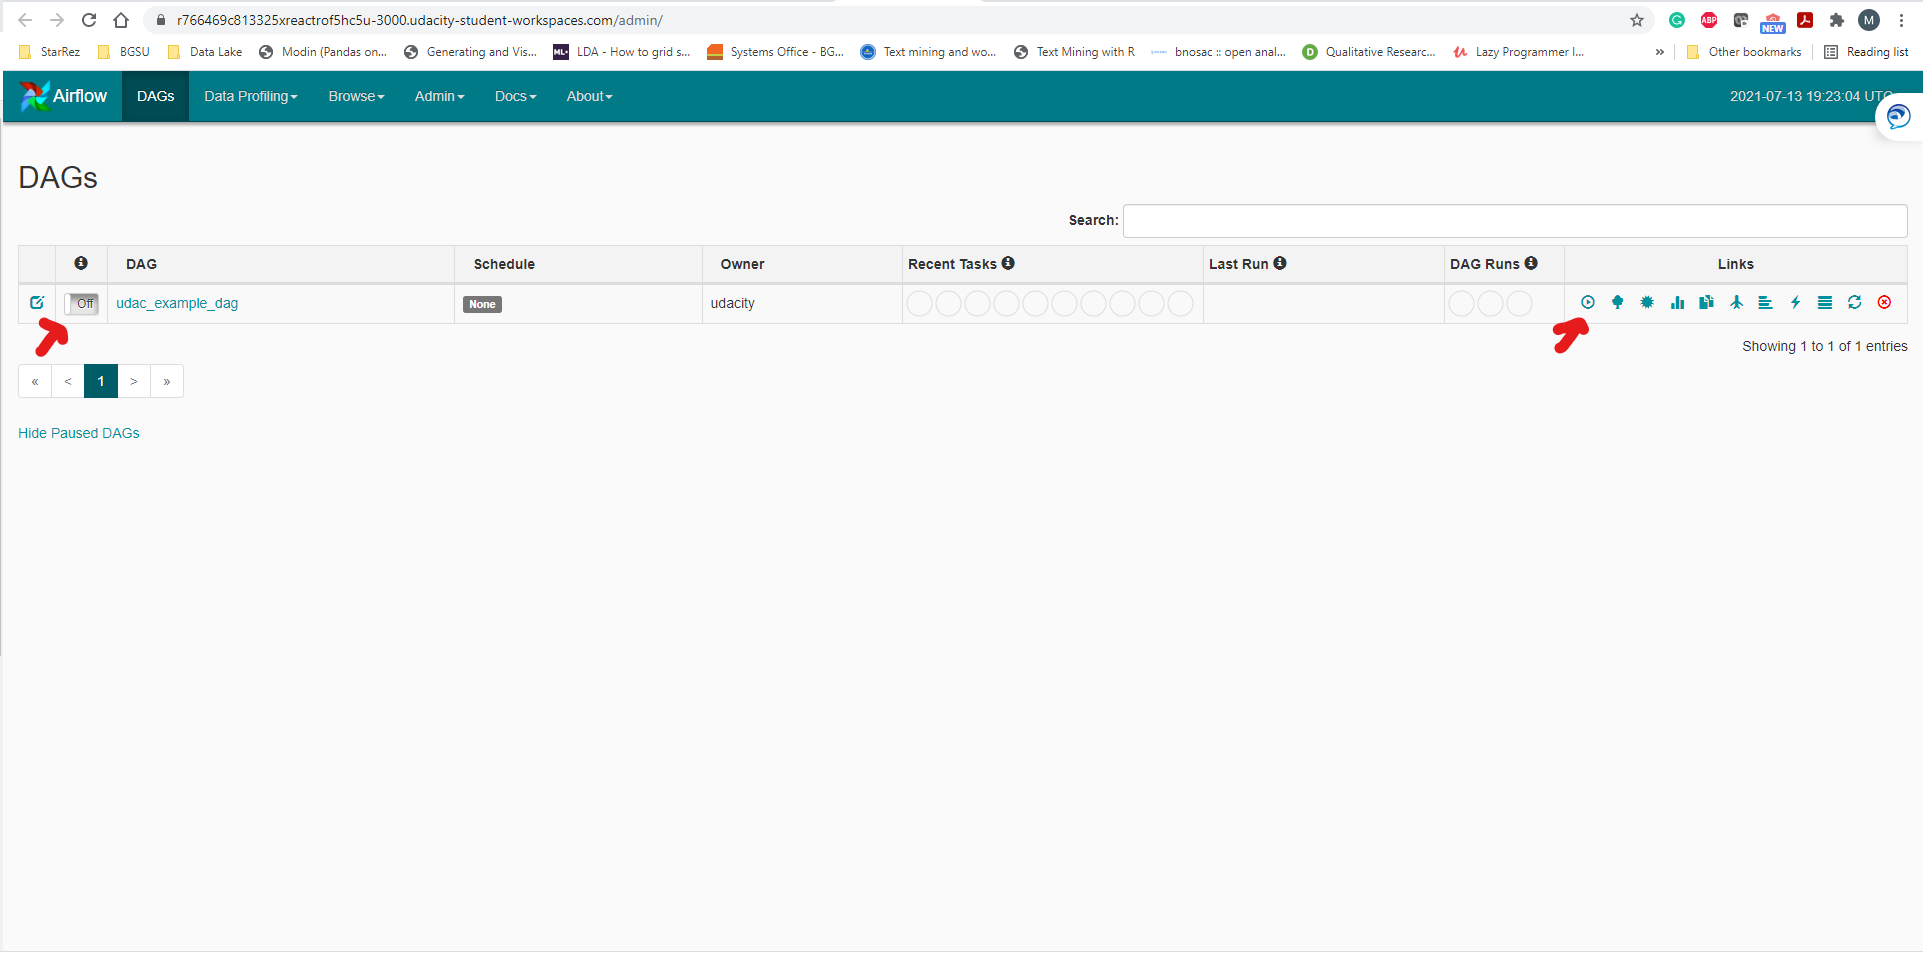 r766469c813325xreactrof5hc5u-3000.udacity-student-workspaces.com/admin/
ABP
NEW
M
StarRez BGSU Data Lake Modin (Pandas on... Generating and Vis... ML+ LDA - How to grid s... Systems Office - BG... Text mining and wo... Text Mining with R bnosac :: open anal... D Qualitative Researc... Lazy Programmer I... » Other bookmarks Reading list
Airflow DAGs Data Profiling Browse Admin Docs About 2021-07-13 19:23:04 UTC
DAGs
Search:
DAG Schedule Owner Recent Tasks Last Run DAG Runs Links
Off udac_example_dag None udacity
Showing 1 to 1 of 1 entries
« < 1 > »
Hide Paused DAGs